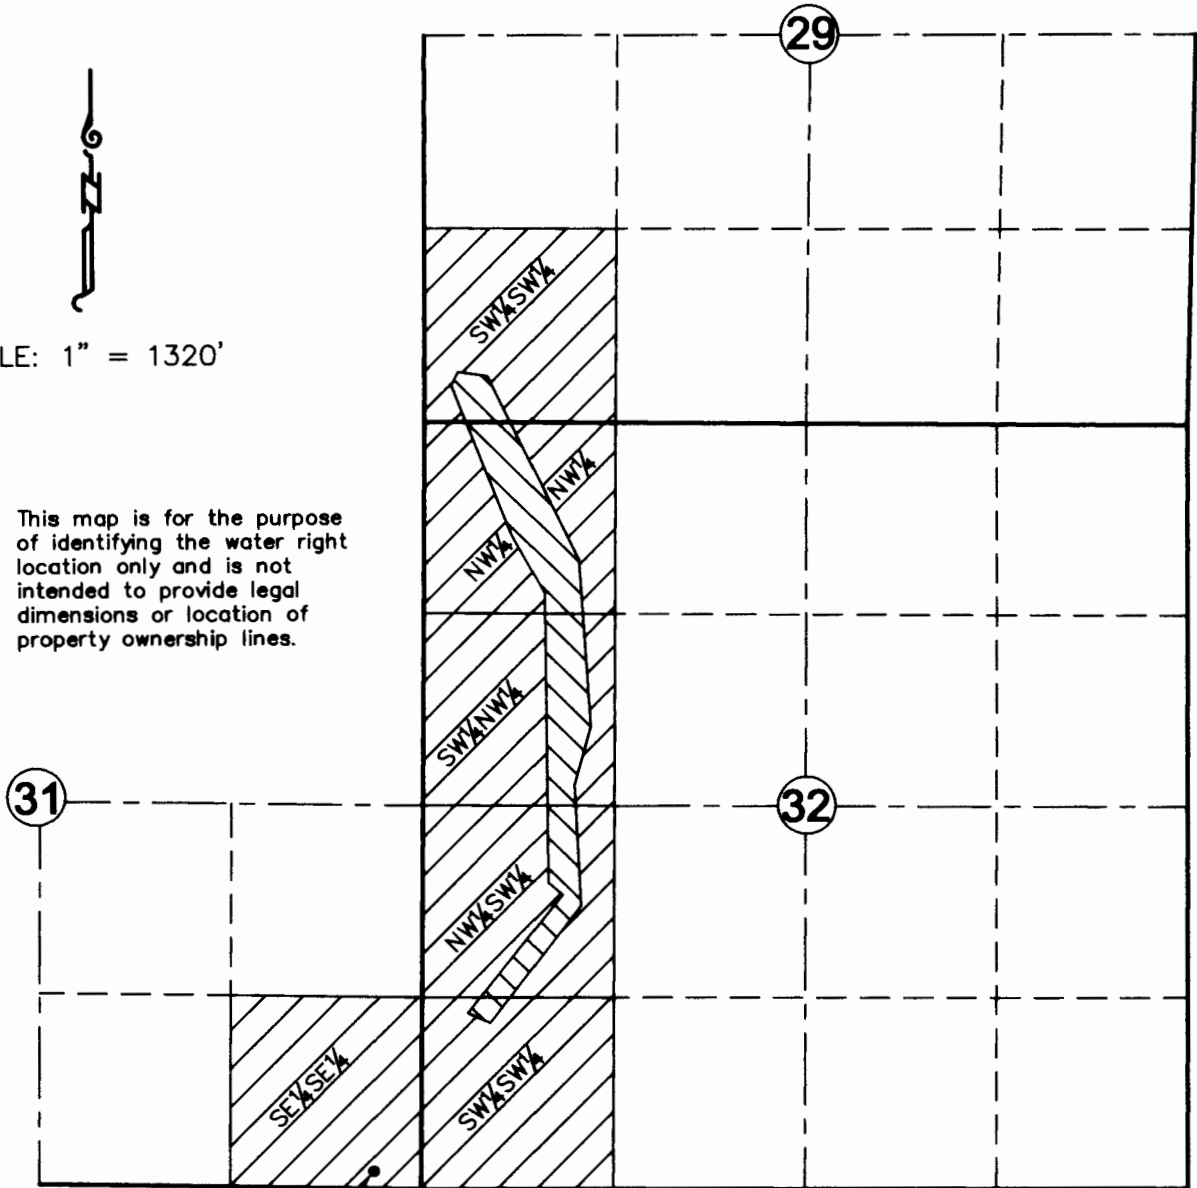 29
N
SW¼SW¼
LE: 1" = 1320'
NW¼
NW¼
This map is for the purpose
of identifying the water right
location only and is not
intended to provide legal
dimensions or location of
property ownership lines.
SW¼NW¼
31
32
NW¼SW¼
SE¼SE¼
SW¼SW¼